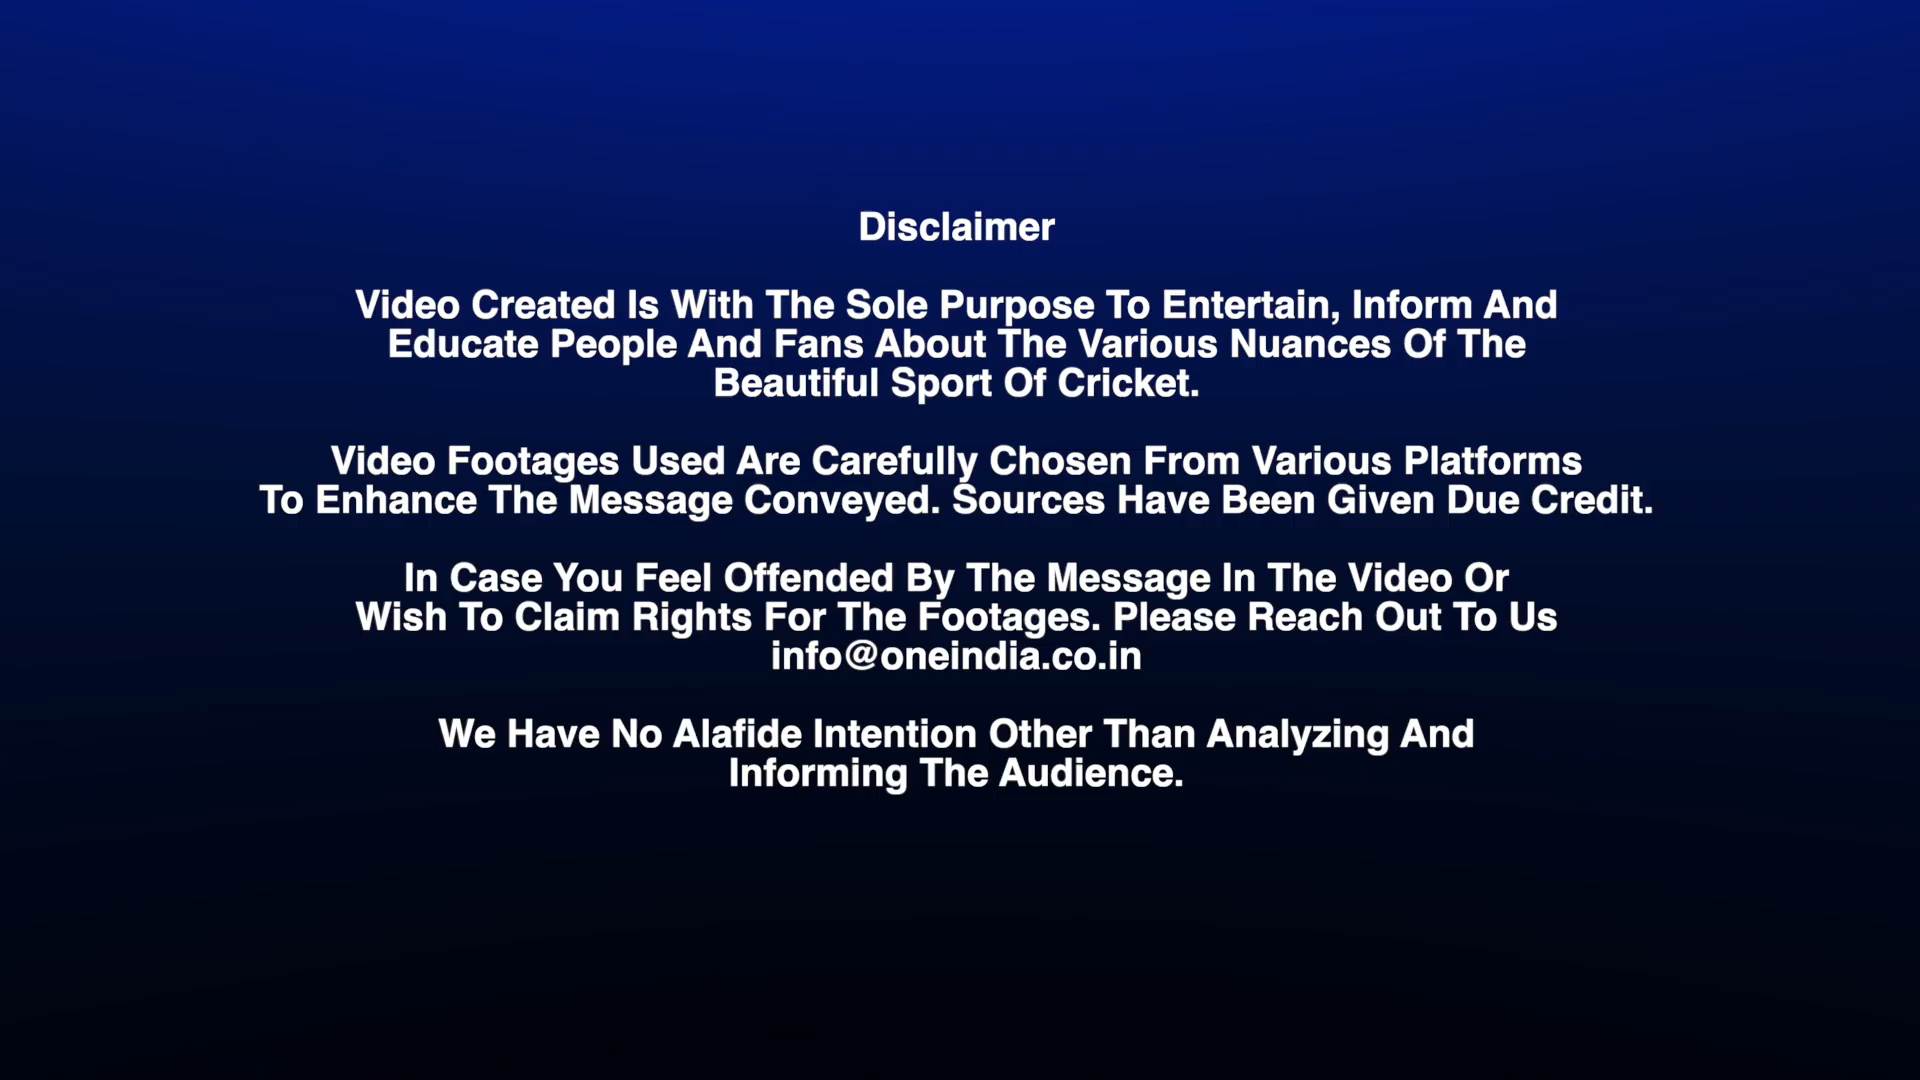 Disclaimer
Video Created Is With The Sole Purpose To Entertain, Inform And
Educate People And Fans About The Various Nuances Of The
Beautiful Sport Of Cricket.
Video Footages Used Are Carefully Chosen From Various Platforms
To Enhance The Message Conveyed. Sources Have Been Given Due Credit.
In Case You Feel Offended By The Message In The Video Or
Wish To Claim Rights For The Footages. Please Reach Out To Us
info@oneindia.co.in
We Have No Alafide Intention Other Than Analyzing And
Informing The Audience.